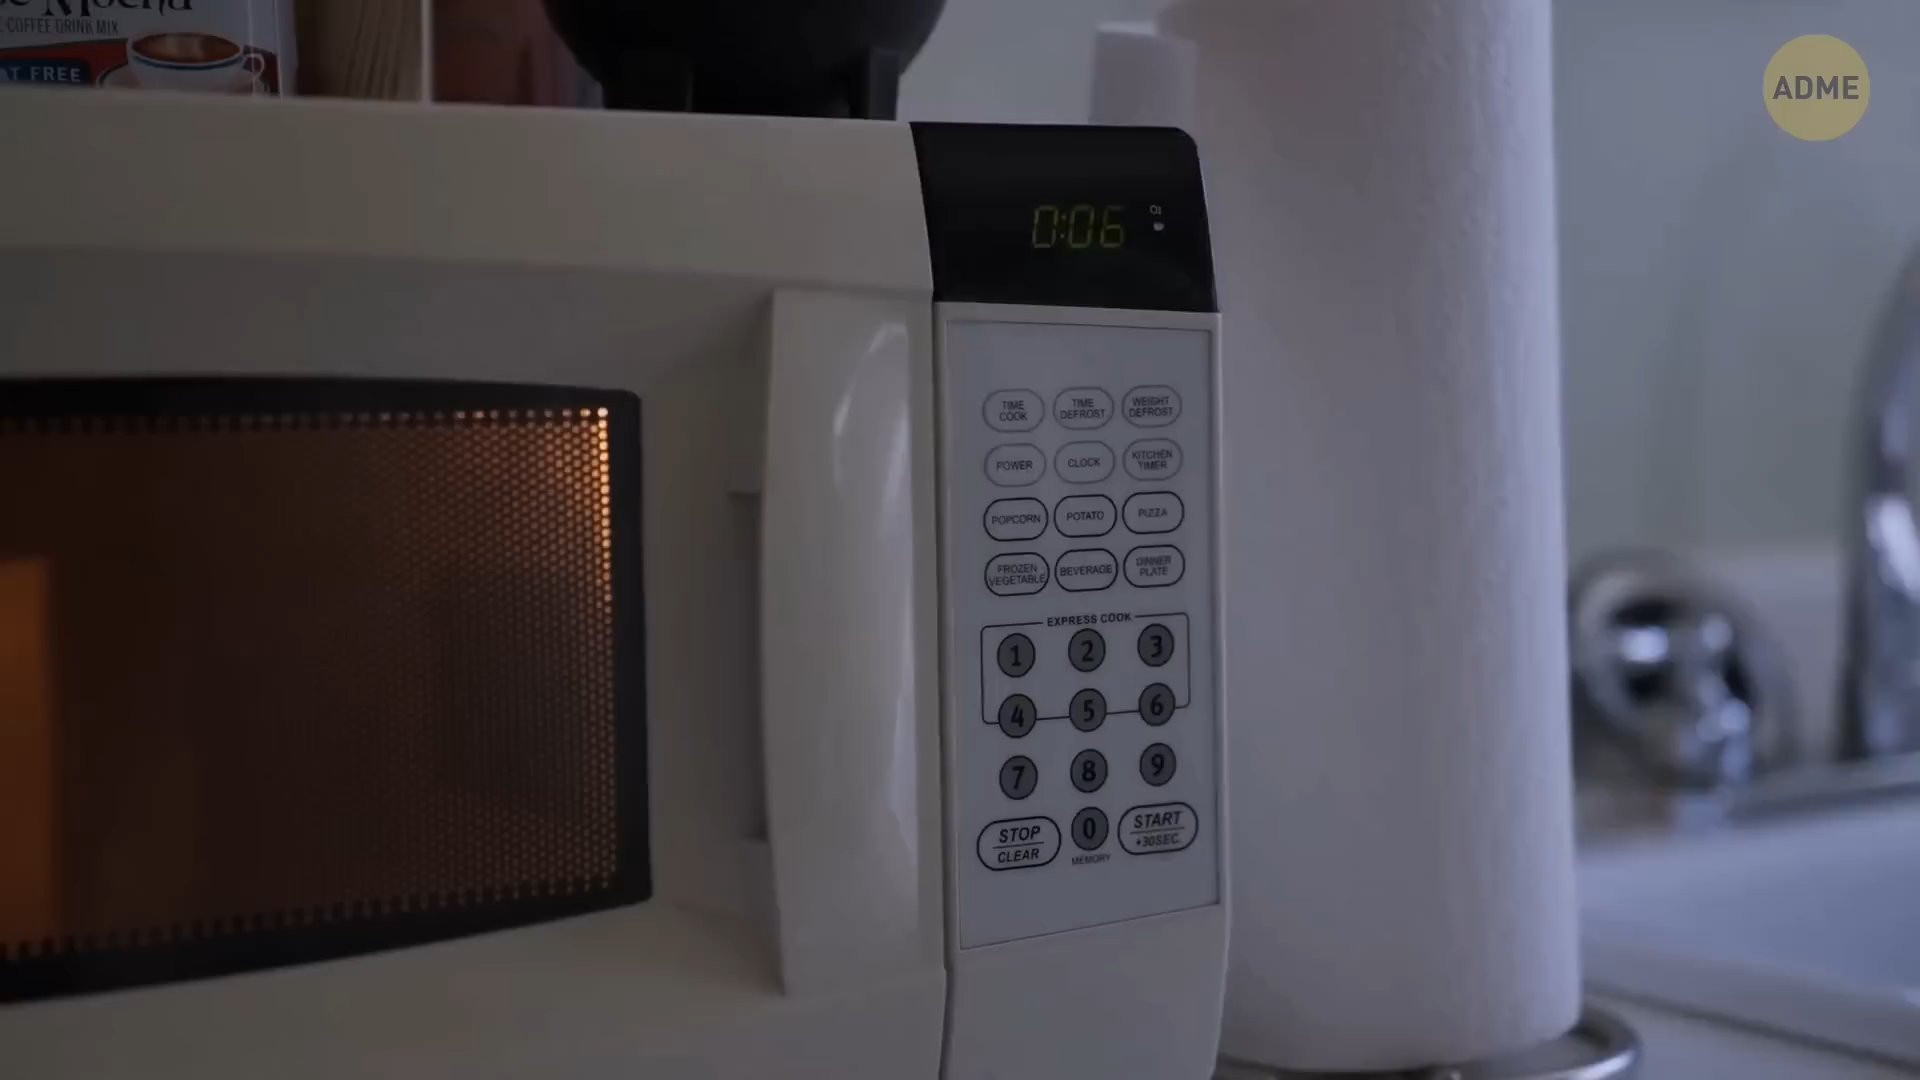 Mocha
COFFEE DRINK MIX
FREE
ADME
0:06
TIME
COOK
TIME
DEFROST
WEIGHT
DEFROST
POWER
CLOCK
KITCHEN
TIMER
POPCORN
POTATO
PIZZA
FROZEN
VEGETABLE
BEVERAGE
DINNER
PLATE
EXPRESS COOK
1 2 3
4 5 6
7 8 9
STOP
CLEAR
0
MEMORY
START
+30SEC.